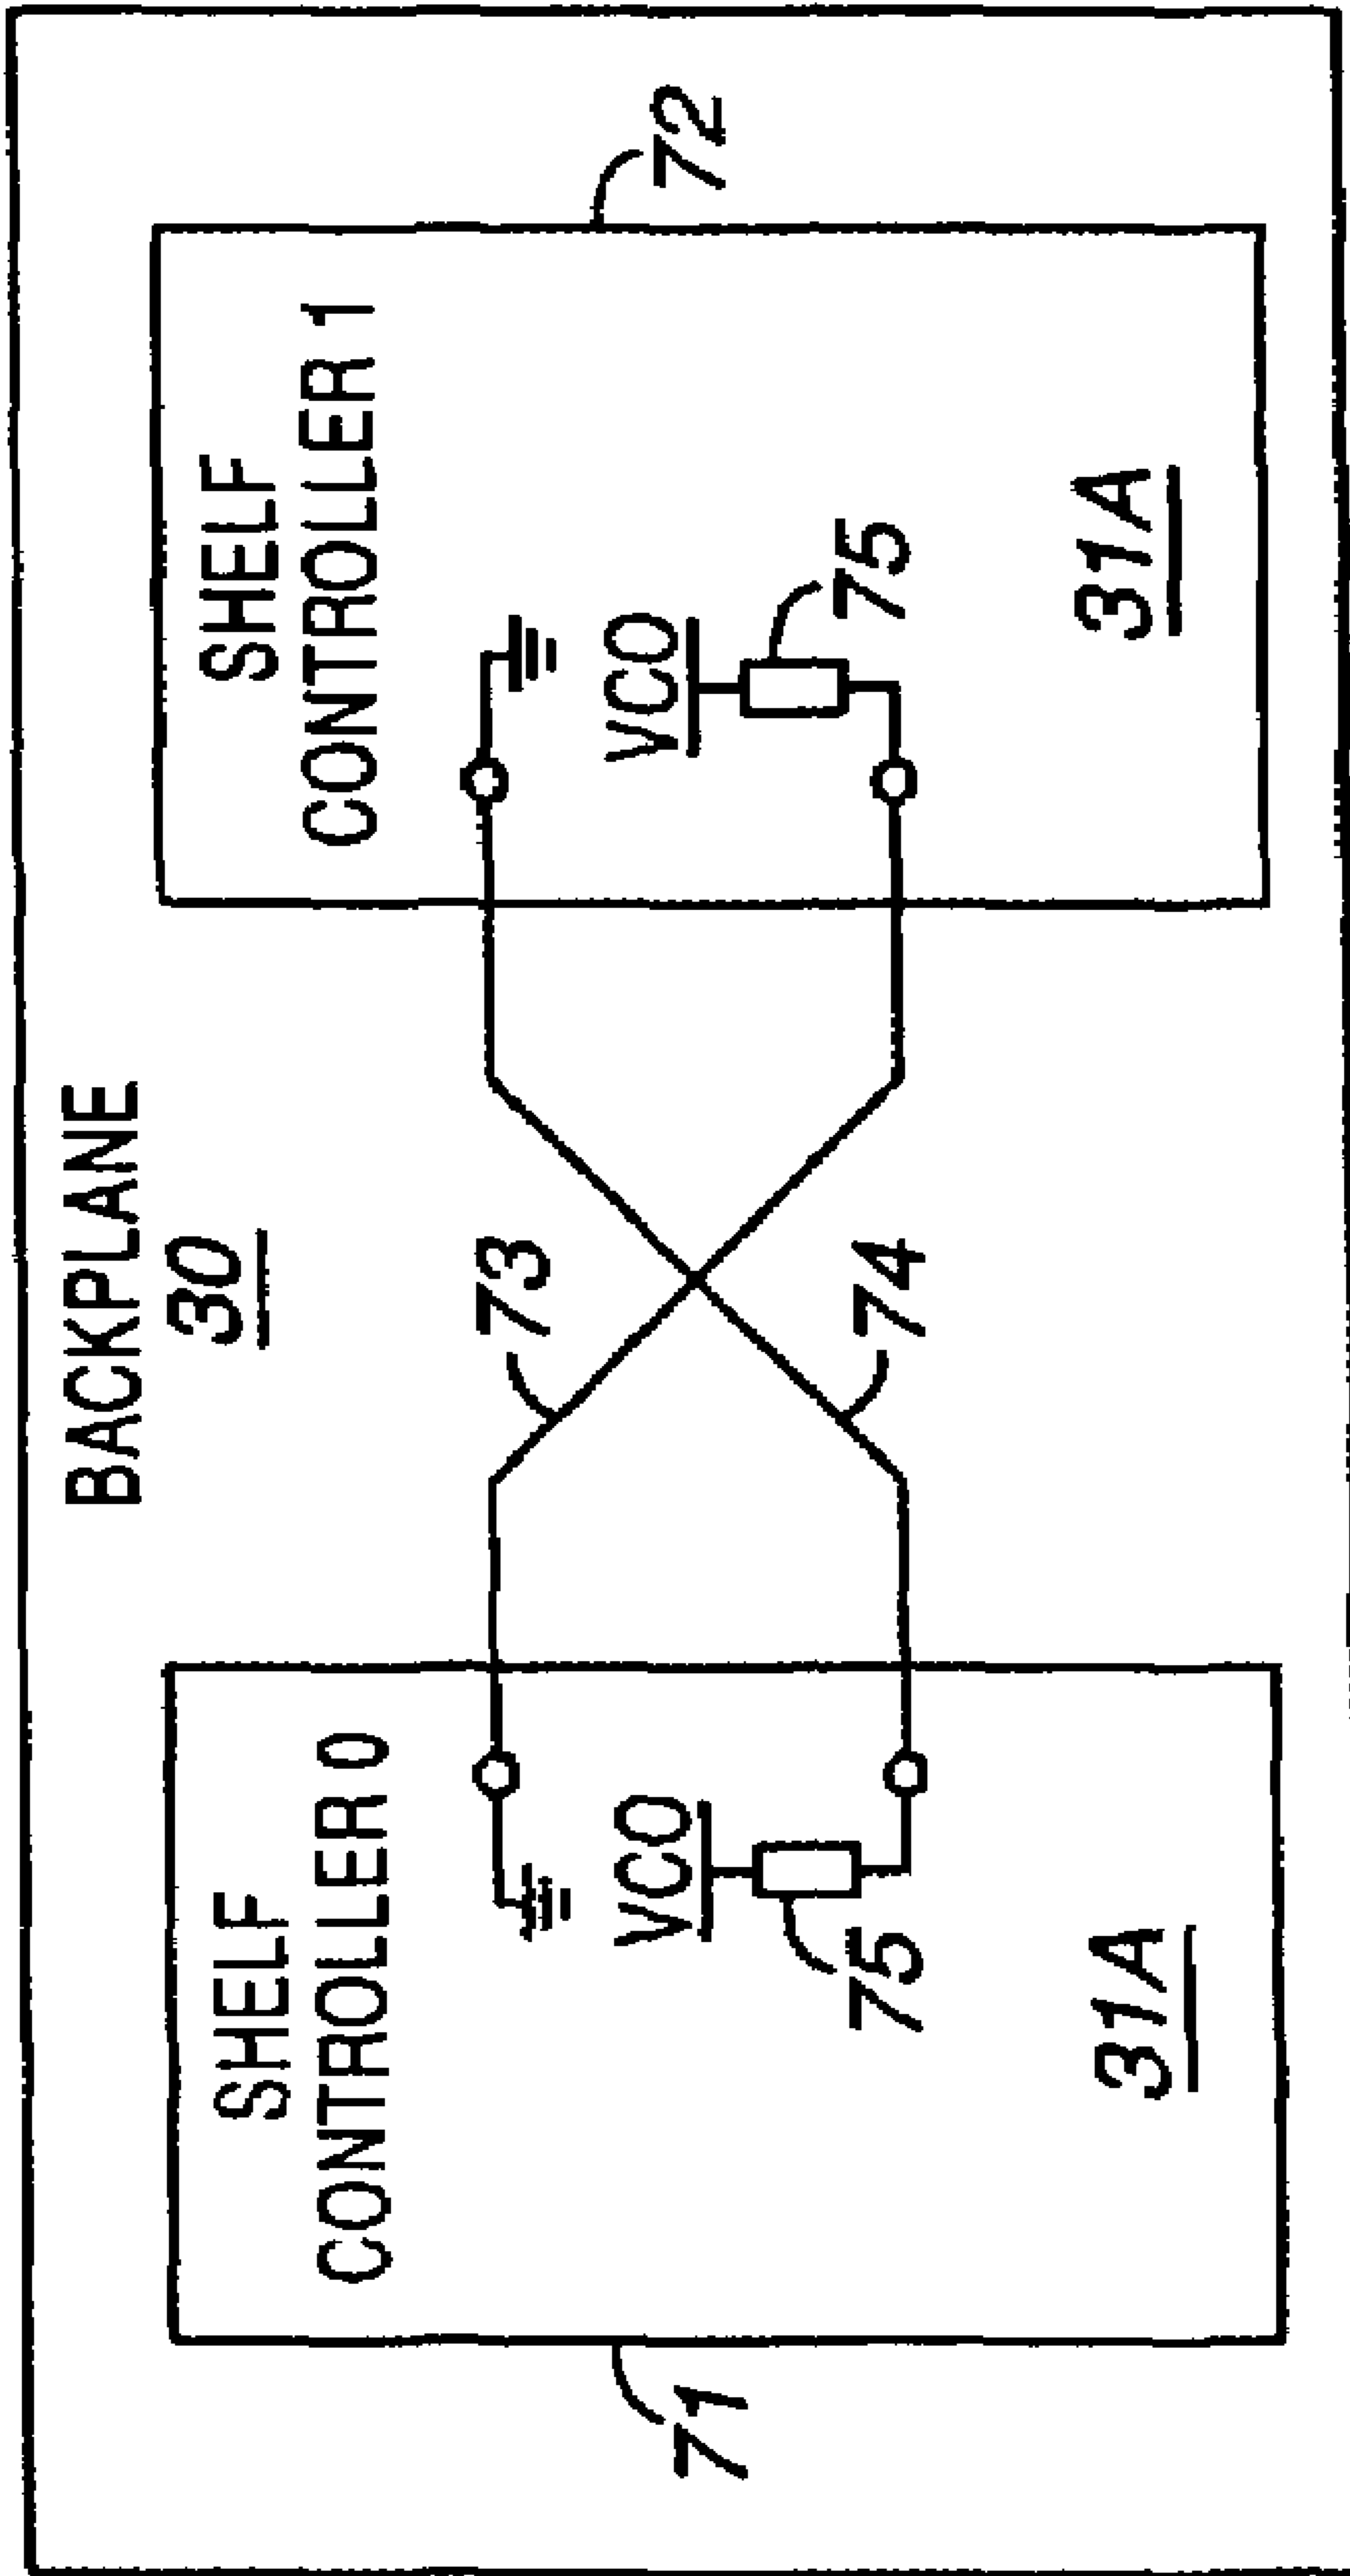 BACKPLANE
30
SHELF
CONTROLLER 0
VCO
75
31A
71
73
74
SHELF
CONTROLLER 1
VCO
75
31A
72